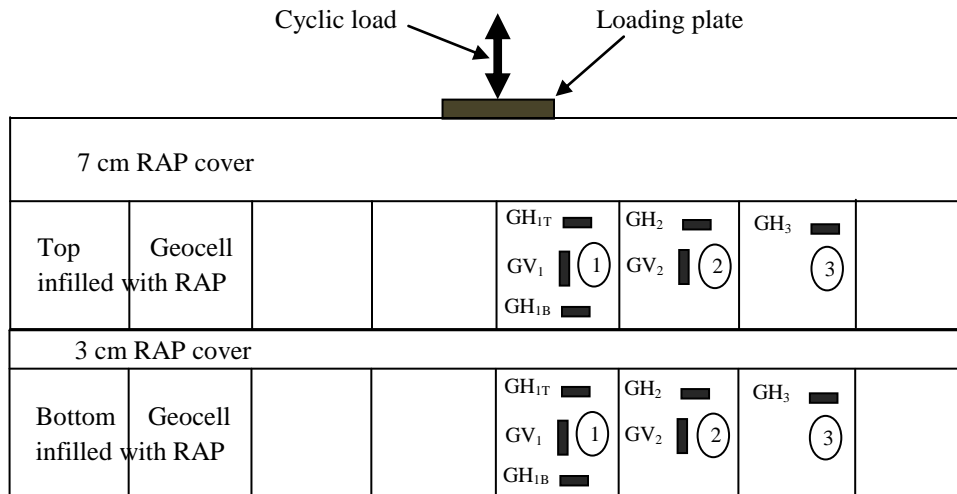 Cyclic load
Loading plate
7 cm RAP cover
Top Geocell
infilled with RAP
GH1T
GV1
1
GH1B
GH2
GV2
2
GH3
3
3 cm RAP cover
Bottom Geocell
infilled with RAP
GH1T
GV1
1
GH1B
GH2
GV2
2
GH3
3